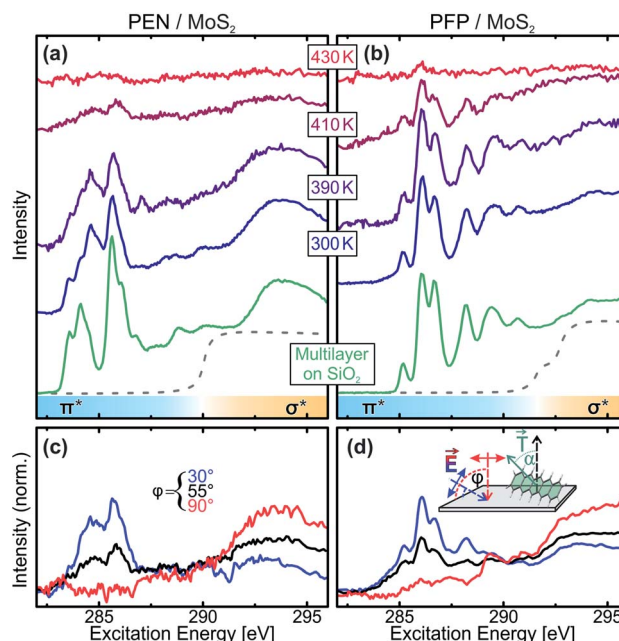 PEN / MoS₂
PFP / MoS₂
(a)
(b)
430 K
410 K
390 K
300 K
Multilayer
on SiO₂
π*
σ*
π*
σ*
Intensity
(c)
φ = { 30°
55°
90°
(d)
E
φ
T
α
Intensity (norm.)
285
290
295
285
290
295
Excitation Energy [eV]
Excitation Energy [eV]